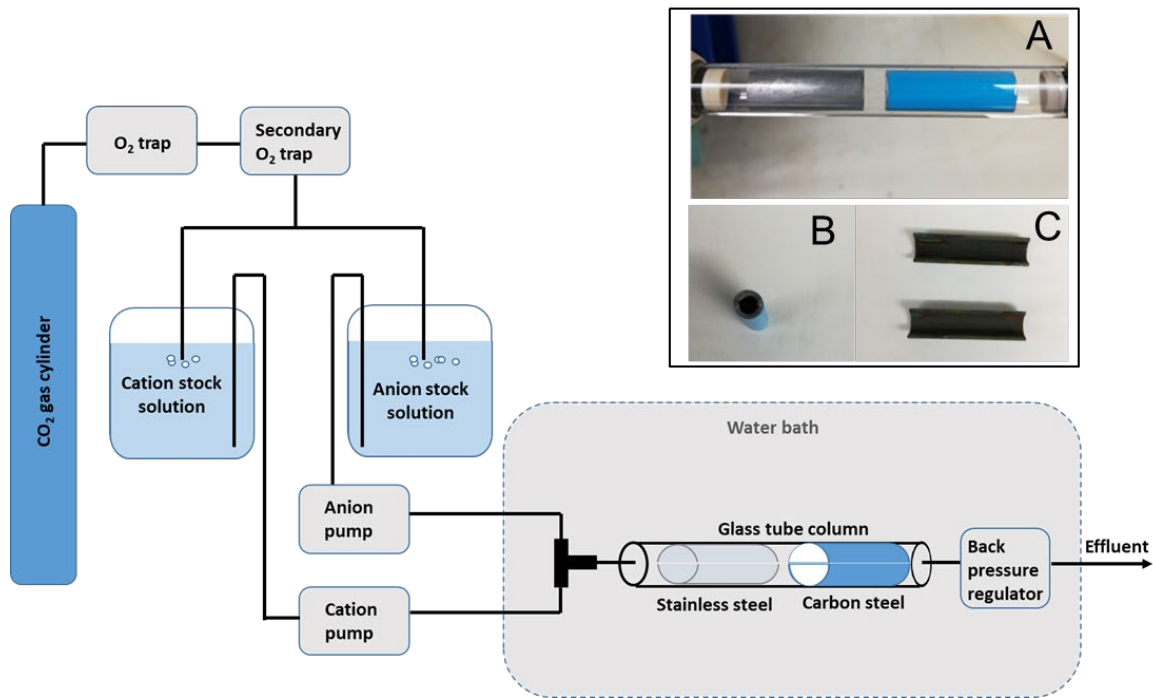 A
B
C
O₂ trap
Secondary
O₂ trap
CO₂ gas cylinder
Cation stock
solution
Anion stock
solution
Anion
pump
Cation
pump
Water bath
Glass tube column
Stainless steel
Carbon steel
Back
pressure
regulator
Effluent